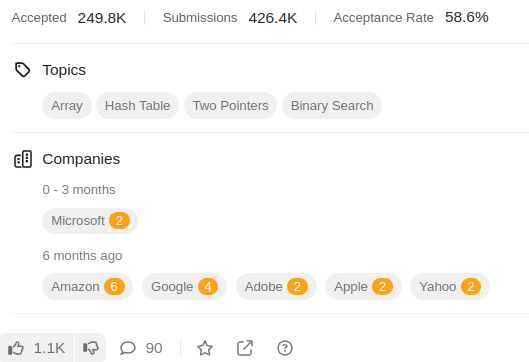 Accepted 249.8K Submissions 426.4K Acceptance Rate 58.6%
Topics
Array Hash Table Two Pointers Binary Search
Companies
0 - 3 months
Microsoft 2
6 months ago
Amazon 6 Google 4 Adobe 2 Apple 2 Yahoo 2
1.1K 90